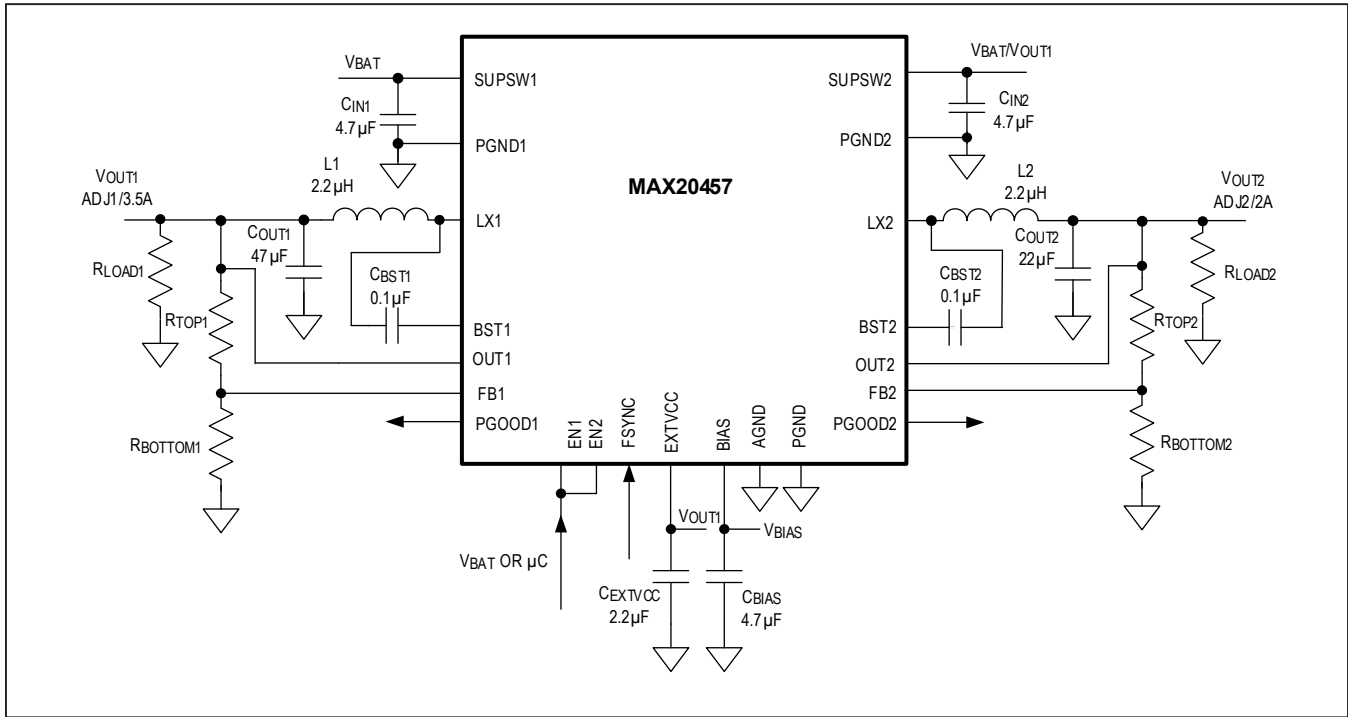 VBAT
CIN1
4.7µF
SUPSW1
PGND1
L1
2.2µH
VOUT1
ADJ1/3.5A
LX1
COUT1
47µF
RLOAD1
CBST1
0.1µF
RTOP1
BST1
OUT1
FB1
PGOOD1
RBOTTOM1
MAX20457
VBAT/VOUT1
SUPSW2
CIN2
4.7µF
PGND2
L2
2.2µH
VOUT2
ADJ2/2A
LX2
COUT2
22µF
RLOAD2
CBST2
0.1µF
RTOP2
BST2
OUT2
FB2
PGOOD2
RBOTTOM2
EN1
EN2
FSYNC
EXTVCC
BIAS
AGND
PGND
VBAT OR µC
VOUT1
VBIAS
CEXTVCC
2.2µF
CBIAS
4.7µF